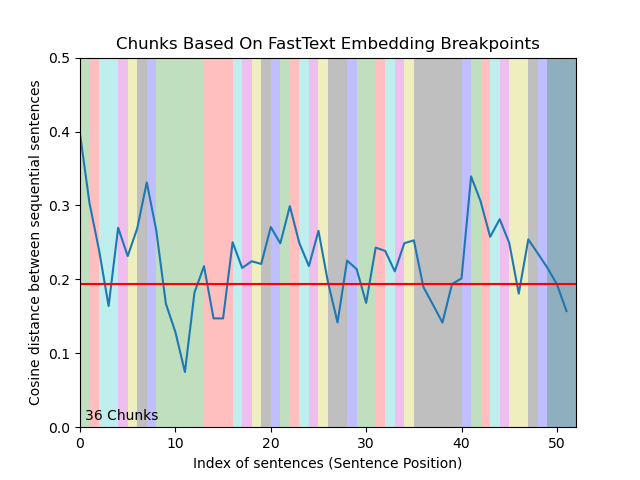 Chunks Based On FastText Embedding Breakpoints
Cosine distance between sequential sentences
0.5
0.4
0.3
0.2
0.1
0.0
36 Chunks
0 10 20 30 40 50
Index of sentences (Sentence Position)